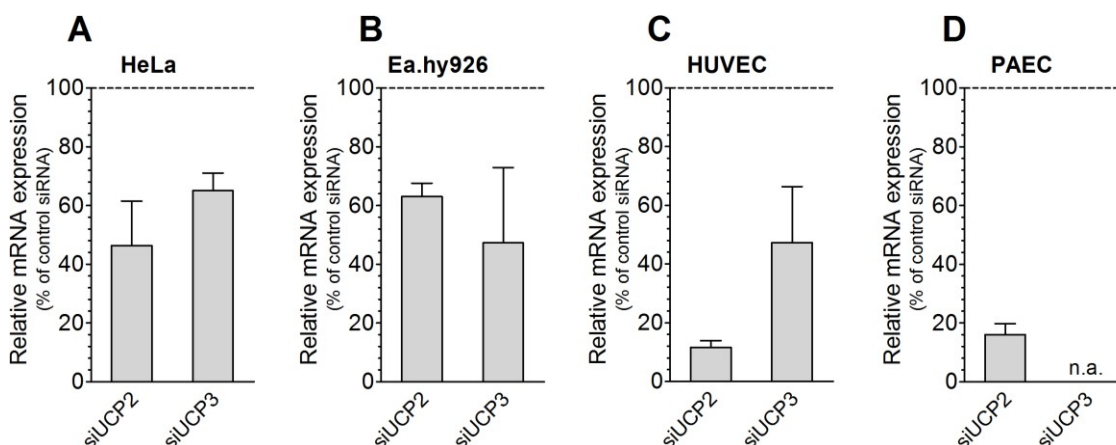 A
HeLa
Relative mRNA expression
(% of control siRNA)
100
80
60
40
20
0
siUCP2
siUCP3
B
Ea.hy926
Relative mRNA expression
(% of control siRNA)
100
80
60
40
20
0
siUCP2
siUCP3
C
HUVEC
Relative mRNA expression
(% of control siRNA)
100
80
60
40
20
0
siUCP2
siUCP3
D
PAEC
Relative mRNA expression
(% of control siRNA)
100
80
60
40
20
0
n.a.
siUCP2
siUCP3